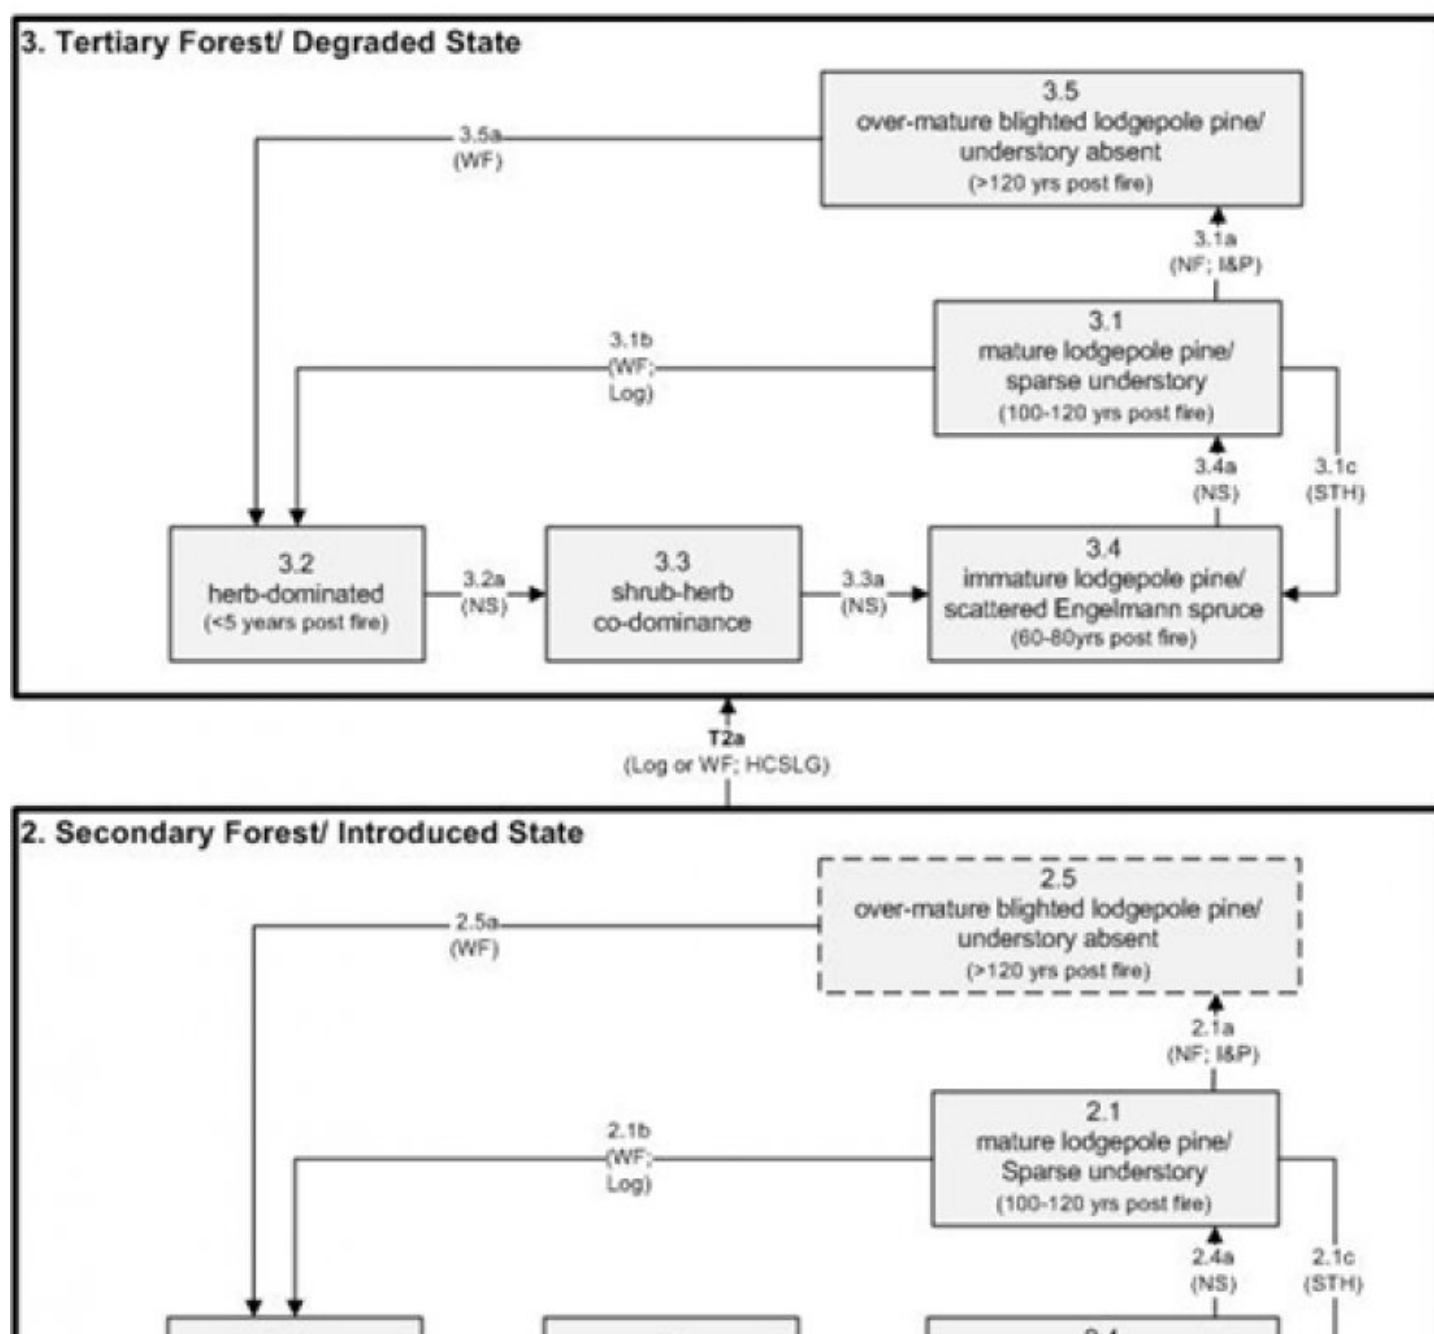 3. Tertiary Forest/ Degraded State
3.5
over-mature blighted lodgepole pine/
understory absent
(>120 yrs post fire)
3.5a
(WF)
3.1a
(NF; I&P)
3.1
mature lodgepole pine/
sparse understory
(100-120 yrs post fire)
3.1b
(WF;
Log)
3.4a
(NS)
3.1c
(STH)
3.2
herb-dominated
(<5 years post fire)
3.2a
(NS)
3.3
shrub-herb
co-dominance
3.3a
(NS)
3.4
immature lodgepole pine/
scattered Engelmann spruce
(60-80yrs post fire)
T2a
(Log or WF; HCSLG)
2. Secondary Forest/ Introduced State
2.5
over-mature blighted lodgepole pine/
understory absent
(>120 yrs post fire)
2.5a
(WF)
2.1a
(NF; I&P)
2.1
mature lodgepole pine/
Sparse understory
(100-120 yrs post fire)
2.1b
(WF;
Log)
2.4a
(NS)
2.1c
(STH)